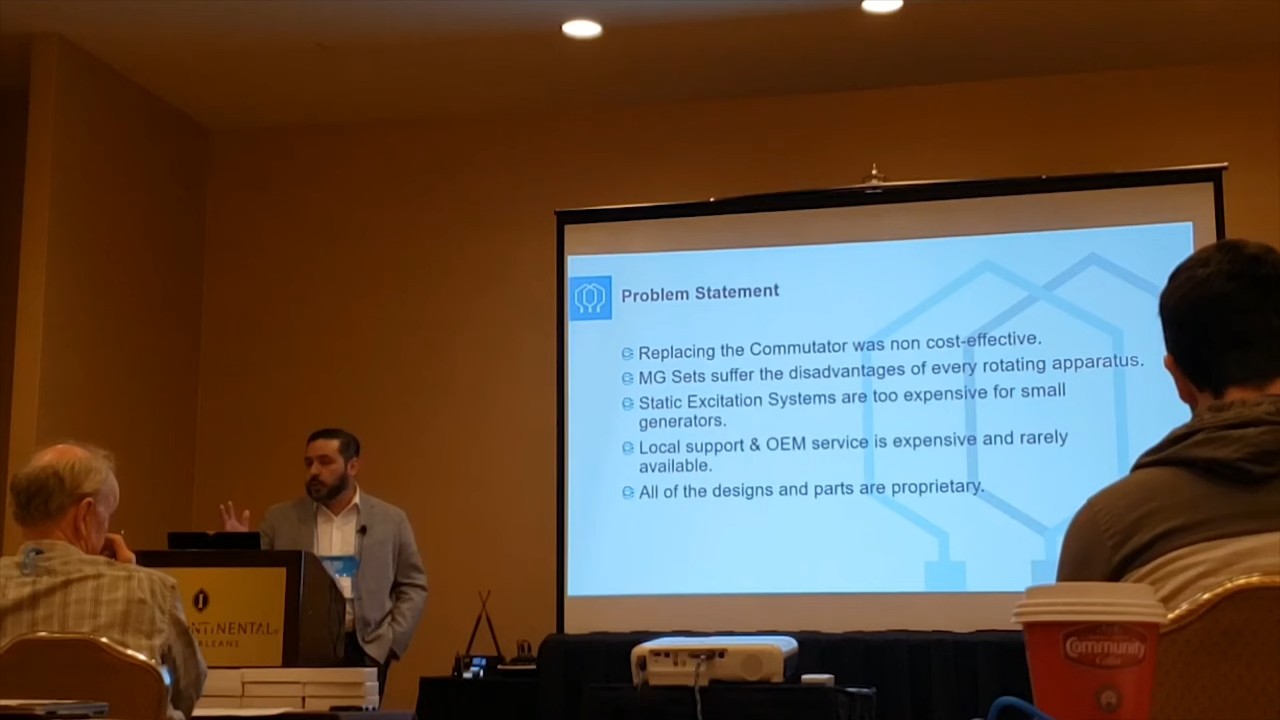 Problem Statement
Replacing the Commutator was non cost-effective.
MG Sets suffer the disadvantages of every rotating apparatus.
Static Excitation Systems are too expensive for small
generators.
Local support & OEM service is expensive and rarely
available.
All of the designs and parts are proprietary.
NTINENTAL
RLEANS
Community
Coffee